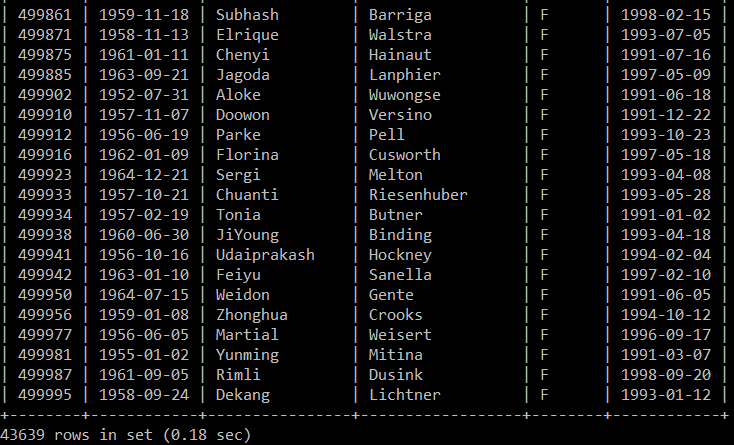 | 499861 | 1959-11-18 | Subhash | Barriga | F | 1998-02-15 |
| 499871 | 1958-11-13 | Elrique | Walstra | F | 1993-07-05 |
| 499875 | 1961-01-11 | Chenyi | Hainaut | F | 1991-07-16 |
| 499885 | 1963-09-21 | Jagoda | Lanphier | F | 1997-05-09 |
| 499902 | 1952-07-31 | Aloke | Wuwongse | F | 1991-06-18 |
| 499910 | 1957-11-07 | Doowon | Versino | F | 1991-12-22 |
| 499912 | 1956-06-19 | Parke | Pell | F | 1993-10-23 |
| 499916 | 1962-01-09 | Florina | Cusworth | F | 1997-05-18 |
| 499923 | 1964-12-21 | Sergi | Melton | F | 1993-04-08 |
| 499933 | 1957-10-21 | Chuanti | Riesenhuber | F | 1993-05-28 |
| 499934 | 1957-02-19 | Tonia | Butner | F | 1991-01-02 |
| 499938 | 1960-06-30 | JiYoung | Binding | F | 1993-04-18 |
| 499941 | 1956-10-16 | Udaiprakash | Hockney | F | 1994-02-04 |
| 499942 | 1963-01-10 | Feiyu | Sanella | F | 1997-02-10 |
| 499950 | 1964-07-15 | Weidon | Gente | F | 1991-06-05 |
| 499956 | 1959-01-08 | Zhonghua | Crooks | F | 1994-10-12 |
| 499977 | 1956-06-05 | Martial | Weisert | F | 1996-09-17 |
| 499981 | 1955-01-02 | Yunming | Mitina | F | 1991-03-07 |
| 499987 | 1961-09-05 | Rimli | Dusink | F | 1998-09-20 |
| 499995 | 1958-09-24 | Dekang | Lichtner | F | 1993-01-12 |
+--------+------------+---------------+------------------+--------+------------+
43639 rows in set (0.18 sec)